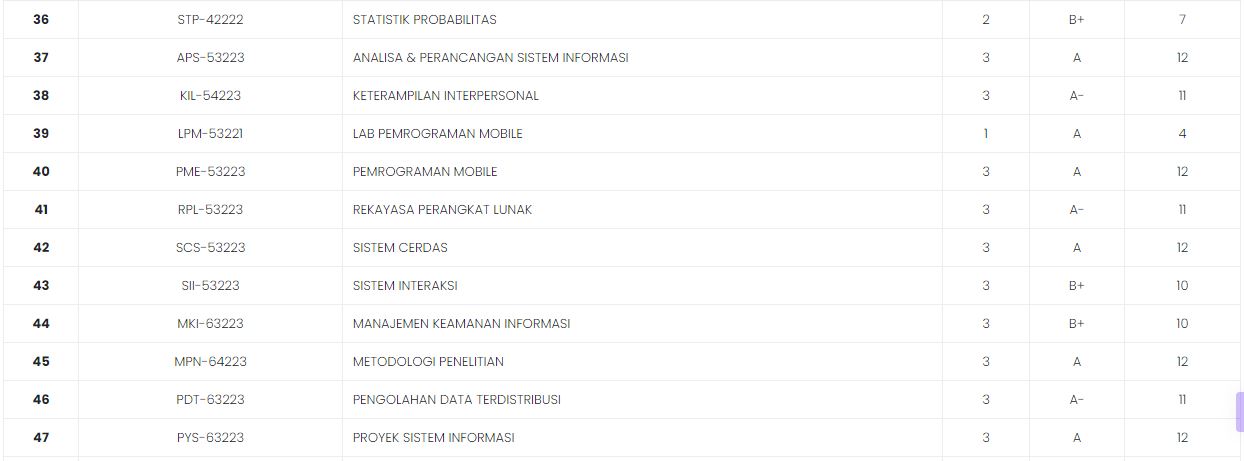 36 STP-42222 STATISTIK PROBABILITAS 2 B+ 7
37 APS-53223 ANALISA & PERANCANGAN SISTEM INFORMASI 3 A 12
38 KIL-54223 KETERAMPILAN INTERPERSONAL 3 A- 11
39 LPM-53221 LAB PEMROGRAMAN MOBILE 1 A 4
40 PME-53223 PEMROGRAMAN MOBILE 3 A 12
41 RPL-53223 REKAYASA PERANGKAT LUNAK 3 A- 11
42 SCS-53223 SISTEM CERDAS 3 A 12
43 SII-53223 SISTEM INTERAKSI 3 B+ 10
44 MKI-63223 MANAJEMEN KEAMANAN INFORMASI 3 B+ 10
45 MPN-64223 METODOLOGI PENELITIAN 3 A 12
46 PDT-63223 PENGOLAHAN DATA TERDISTRIBUSI 3 A- 11
47 PYS-63223 PROYEK SISTEM INFORMASI 3 A 12